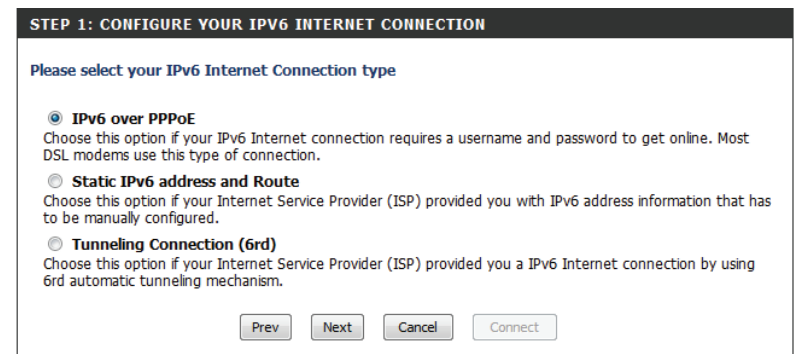 STEP 1: CONFIGURE YOUR IPV6 INTERNET CONNECTION
Please select your IPv6 Internet Connection type
IPv6 over PPPoE
Choose this option if your IPv6 Internet connection requires a username and password to get online. Most
DSL modems use this type of connection.
Static IPv6 address and Route
Choose this option if your Internet Service Provider (ISP) provided you with IPv6 address information that has
to be manually configured.
Tunneling Connection (6rd)
Choose this option if your Internet Service Provider (ISP) provided you a IPv6 Internet connection by using
6rd automatic tunneling mechanism.
Prev Next Cancel Connect